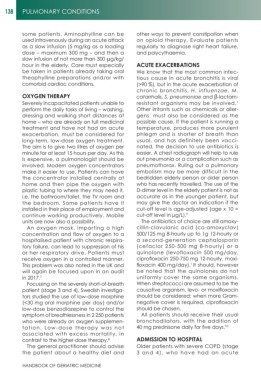 138 PULMONARY CONDITIONS
some patients. Aminophylline can be
used intravenously during an acute attack
as a slow infusion (5 mg/kg as a loading
dose – maximum 300 mg – and then a
slow infusion of not more than 300 µg/kg/
hour in the elderly. Care must especially
be taken in patients already taking oral
theophylline preparations and/or with
comorbid cardiac conditions.
OXYGEN THERAPY
Severely incapacitated patients unable to
perform the daily tasks of living – washing,
dressing and walking short distances at
home – who are already on full medicinal
treatment and have not had an acute
exacerbation, must be considered for
long-term, low-dose oxygen treatment.
The aim is to give two litres of oxygen per
minute for at least 15 hours per day. As this
is expensive, a pulmonologist should be
involved. Modern oxygen concentrators
make it easier to use. Patients can have
the concentrator installed centrally at
home and then pipe the oxygen with
plastic tubing to where they may need it,
i.e. the bathroom/toilet, the TV room and
the bedroom. Some patients have it
installed in their place of employment and
continue working productively. Mobile
units are now also a possibility.
An oxygen mask, imparting a high
concentration and flow of oxygen to a
hospitalised patient with chronic respira-
tory failure, can lead to suppression of his
or her respiratory drive. Patients must
receive oxygen in a controlled manner.
This problem was also noted in the UK and
will again be focused upon in an audit
in 2017.
Focusing on the severely short-of-breath
patient (stage 3 and 4), Swedish investiga-
tors studied the use of low-dose morphine
(<30 mg oral morphine per day) and/or
low-dose benzodiazepine to control the
symptom of breathlessness in 2 250 patients
who were already on oxygen supplemen-
tation. Low-dose therapy was not
associated with excess mortality, in
contrast to the higher-dose therapy.
The general practitioner should advise
the patient about a healthy diet and
other ways to prevent constipation when
on opioid therapy. Evaluate patients
regularly to diagnose right heart failure,
and polycythaemia.
ACUTE EXACERBATIONS
We know that the most common infec-
tious cause in acute bronchitis is viral
(>90 %), but in the acute exacerbation of
chronic bronchitis, H. influenzae, M.
catarrhalis, S. pneumoniae and β-lactam-
resistant organisms may be involved.
Other irritants such as chemicals or aller-
gens, must also be considered as the
possible cause. If the patient is running a
temperature, produces more purulent
phlegm and is shorter of breath than
usual, and has definitely been vacci-
nated, the decision to use antibiotics is
easier. A chest radiograph will help to rule
out pneumonia or a complication such as
pneumothorax. Ruling out a pulmonary
embolism may be more difficult in the
bedridden elderly person or older person
who has recently travelled. The use of the
D-dimer level in the elderly patient is not as
accurate as in the younger patient, but
may give the doctor an indication if the
cut-off level is age-adjusted (age x 10 =
cut-off level in µg/L).
The antibiotics of choice are still amoxy-
cillin-clavulanic acid (co-amoxiclav)
500/125 mg 8-hourly up to 1g 12-hourly or
a second-generation cephalosporin
(cefaclor 250-500 mg 8-hourly) or a
quinolone (levofloxacin 500 mg/day,
ciprofloxacin 250-750 mg 12-hourly, moxi-
floxacin 400 mg/day). It should, however,
be noted that the quinolones do not
uniformly cover the same organisms.
When streptococci are assumed to be the
causative organism, levo- or moxifloxacin
should be considered; when more Gram-
negative cover is required, ciprofloxacin
should be chosen.
All patients should receive their usual
bronchodilators, with the addition of
40 mg prednisone daily for five days.
ADMISSION TO HOSPITAL
Older patients with severe COPD (stage
3 and 4), who have had an acute
HANDBOOK OF GERIATRIC MEDICINE